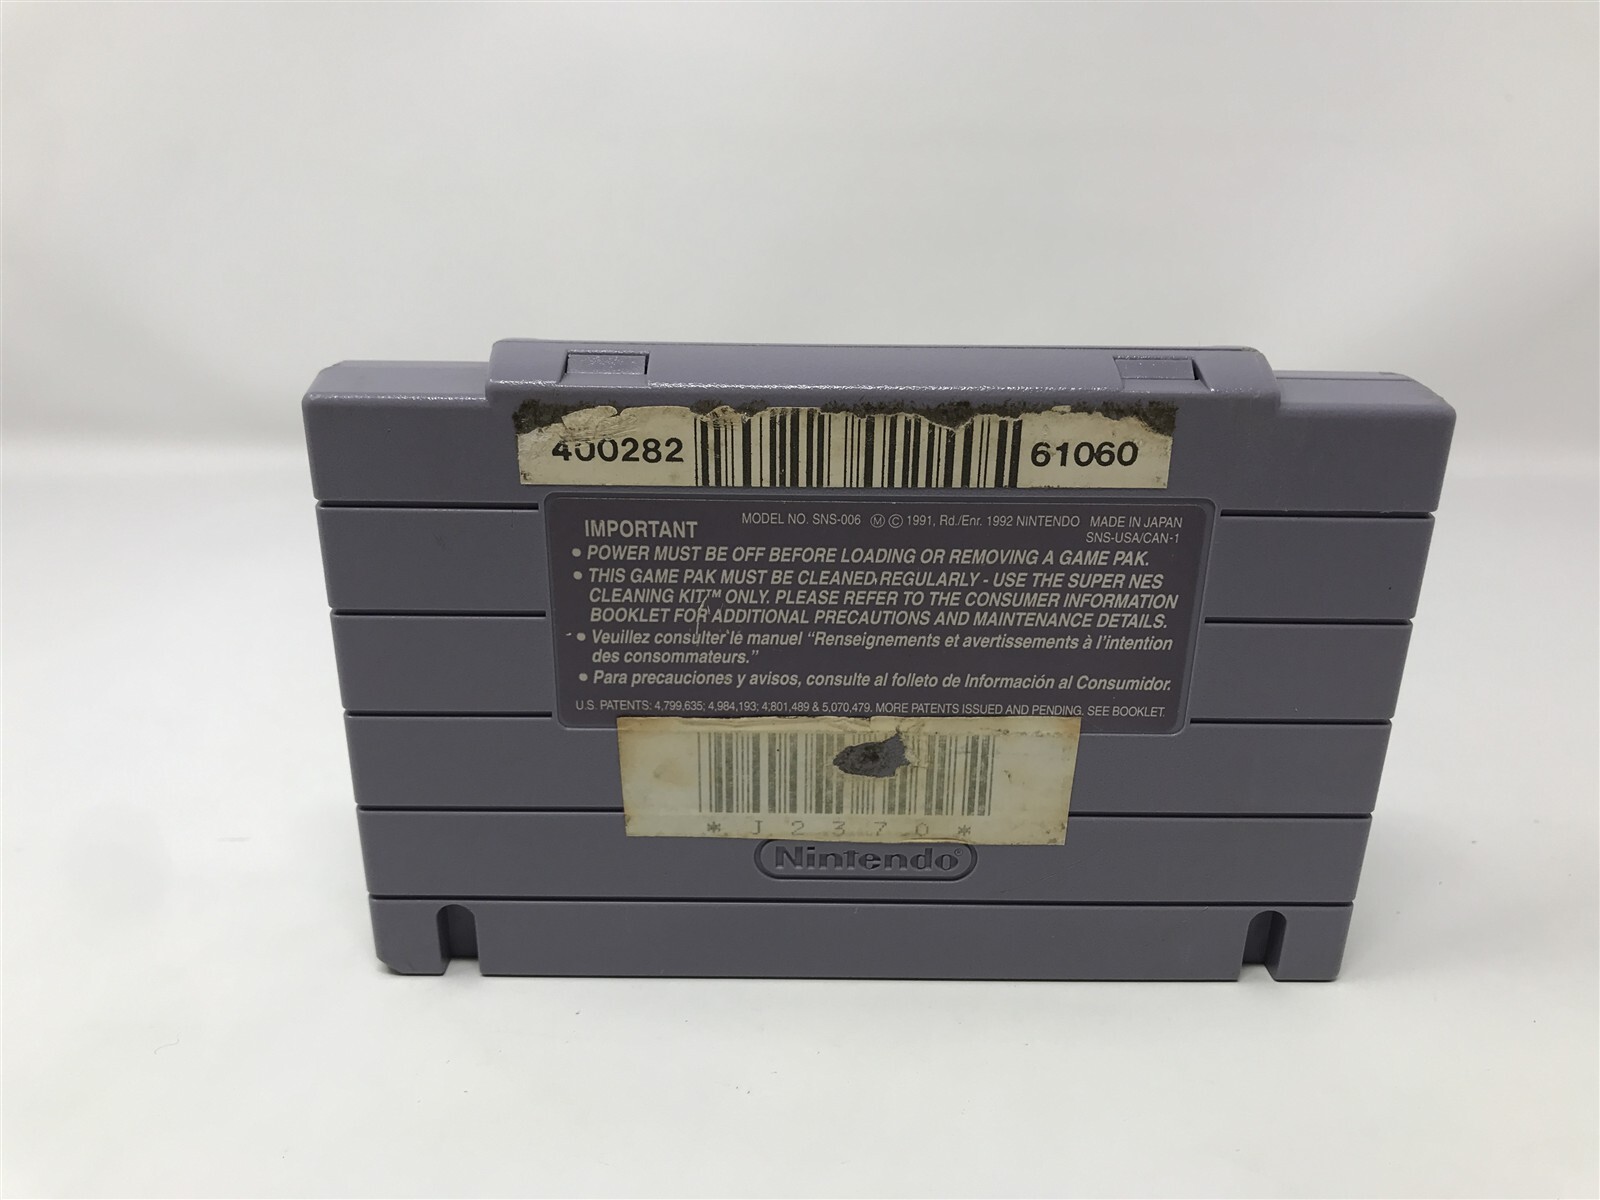 400282 61060
IMPORTANT MODEL NO. SNS-006 Ⓜ © 1991, Rd./Enr. 1992 NINTENDO MADE IN JAPAN
SNS-USA/CAN-1
• POWER MUST BE OFF BEFORE LOADING OR REMOVING A GAME PAK.
• THIS GAME PAK MUST BE CLEANED REGULARLY - USE THE SUPER NES
CLEANING KIT™ ONLY. PLEASE REFER TO THE CONSUMER INFORMATION
BOOKLET FOR ADDITIONAL PRECAUTIONS AND MAINTENANCE DETAILS.
• Veuillez consulter le manuel “Renseignements et avertissements à l’intention
des consommateurs.”
• Para precauciones y avisos, consulte al folleto de Información al Consumidor.
U.S. PATENTS: 4,799,635; 4,984,193; 4,801,489 & 5,070,479. MORE PATENTS ISSUED AND PENDING. SEE BOOKLET.
* J 2 3 7 0 *
Nintendo®